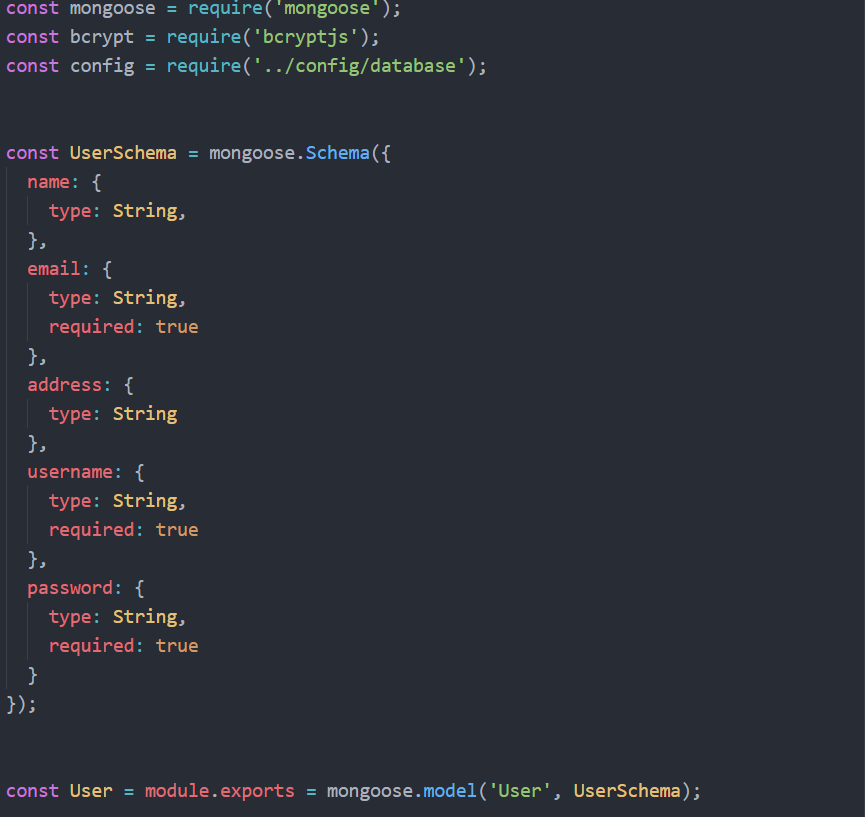 const mongoose = require('mongoose');
const bcrypt = require('bcryptjs');
const config = require('../config/database');
const UserSchema = mongoose.Schema({
  name: {
    type: String,
  },
  email: {
    type: String,
    required: true
  },
  address: {
    type: String
  },
  username: {
    type: String,
    required: true
  },
  password: {
    type: String,
    required: true
  }
});
const User = module.exports = mongoose.model('User', UserSchema);